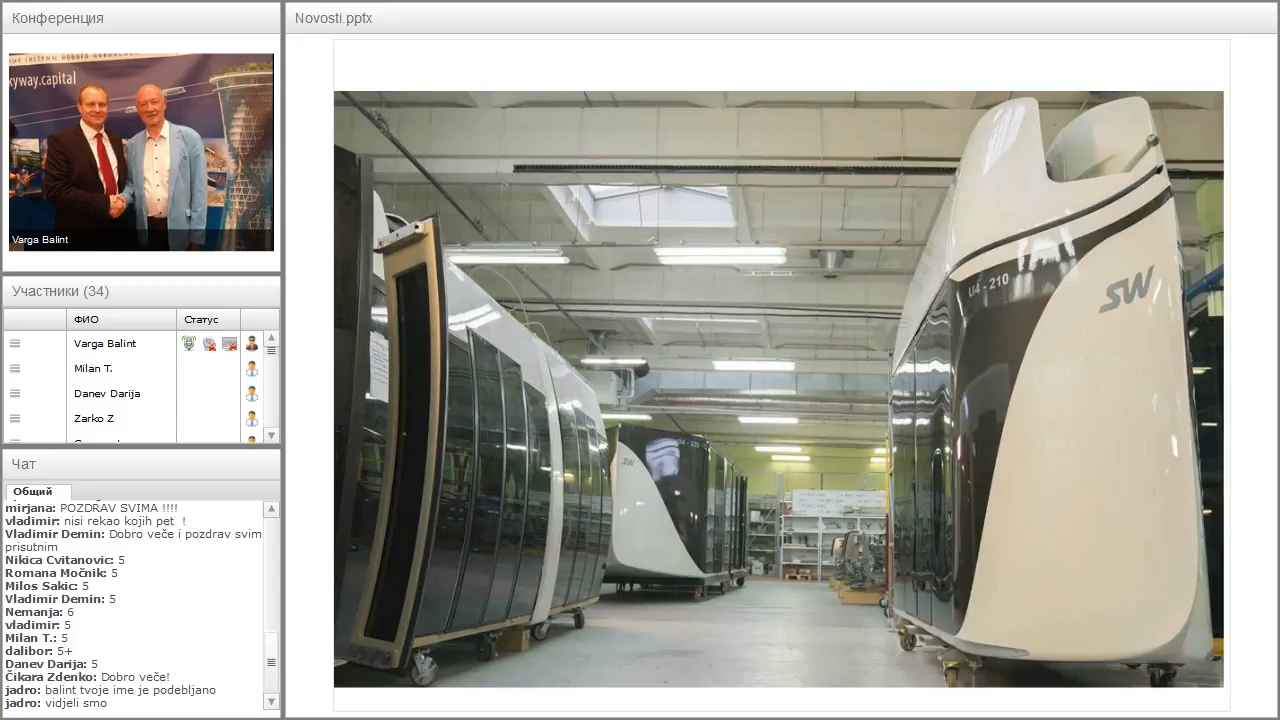 Конференция
Novosti.pptx
kyway.capital
Varga Balint
Участники (34)
ФИО
Статус
Varga Balint
Milan T.
Danev Darija
Zarko Z
Чат
Общий
mirjana: POZDRAV SVIMA !!!!
vladimir: nisi rekao kojih pet !
Vladimir Demin: Dobro veče i pozdrav svim
prisutnim
Nikica Cvitanovic: 5
Romana Močnik: 5
Milos Sakic: 5
Vladimir Demin: 5
Nemanja: 6
vladimir: 5
Milan T.: 5
dalibor: 5+
Danev Darija: 5
Čikara Zdenko: Dobro veče!
jadro: balint tvoje ime je podebljano
jadro: vidjeli smo
U4 - 210
SW
SW